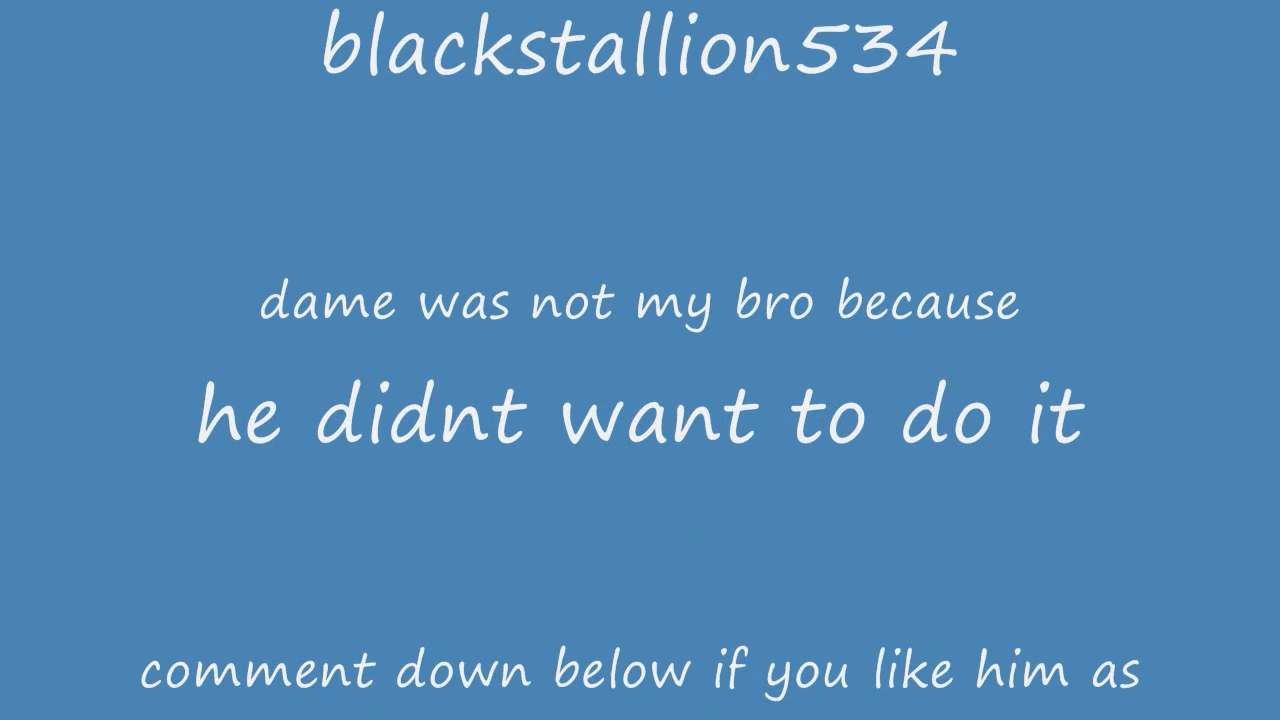 blackstallion534
dame was not my bro because
he didnt want to do it
comment down below if you like him as